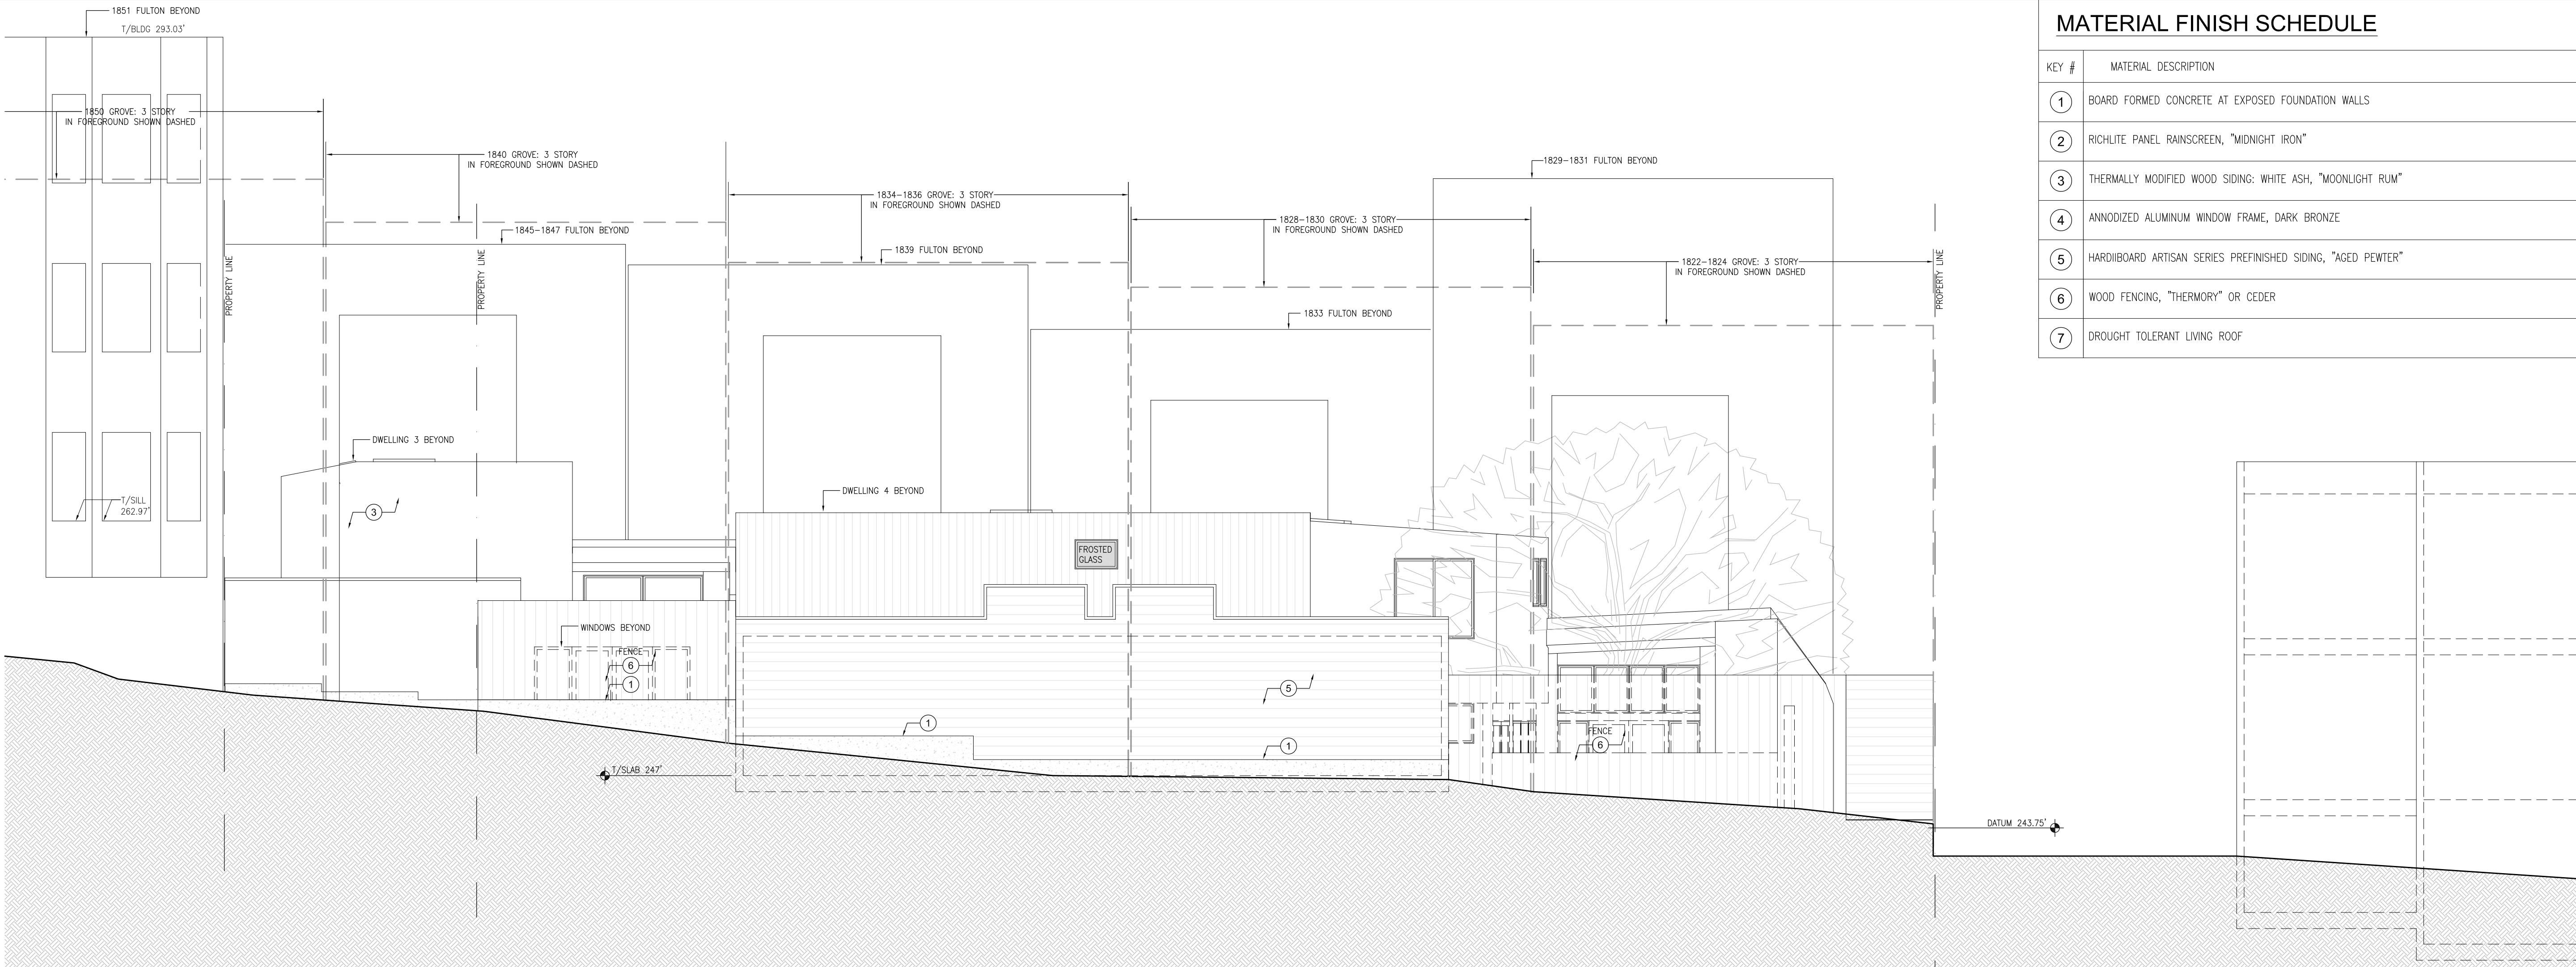 1851 FULTON BEYOND
T/BLDG 293.03'
1850 GROVE: 3 STORY
IN FOREGROUND SHOWN DASHED
1840 GROVE: 3 STORY
IN FOREGROUND SHOWN DASHED
1834-1836 GROVE: 3 STORY
IN FOREGROUND SHOWN DASHED
1829-1831 FULTON BEYOND
1828-1830 GROVE: 3 STORY
IN FOREGROUND SHOWN DASHED
1845-1847 FULTON BEYOND
1839 FULTON BEYOND
1822-1824 GROVE: 3 STORY
IN FOREGROUND SHOWN DASHED
PROPERTY LINE
PROPERTY LINE
PROPERTY LINE
1833 FULTON BEYOND
DWELLING 3 BEYOND
DWELLING 4 BEYOND
T/SILL
262.97'
3
FROSTED
GLASS
WINDOWS BEYOND
FENCE
6
1
5
1
1
FENCE
6
T/SLAB 247'
DATUM 243.75'
MATERIAL FINISH SCHEDULE
KEY # MATERIAL DESCRIPTION
1 BOARD FORMED CONCRETE AT EXPOSED FOUNDATION WALLS
2 RICHLITE PANEL RAINSCREEN, "MIDNIGHT IRON"
3 THERMALLY MODIFIED WOOD SIDING: WHITE ASH, "MOONLIGHT RUM"
4 ANNODIZED ALUMINUM WINDOW FRAME, DARK BRONZE
5 HARDIIBOARD ARTISAN SERIES PREFINISHED SIDING, "AGED PEWTER"
6 WOOD FENCING, "THERMORY" OR CEDER
7 DROUGHT TOLERANT LIVING ROOF